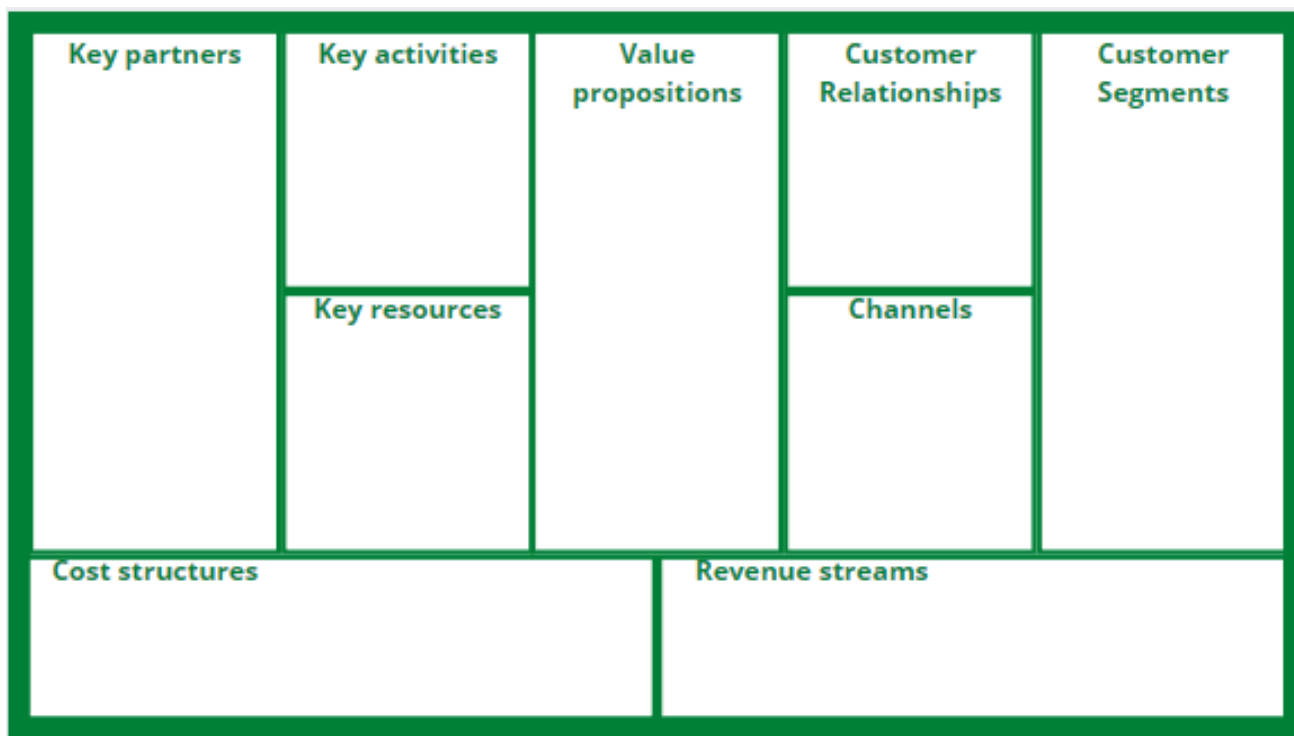 Key partners
Key activities
Value
propositions
Customer
Relationships
Customer
Segments
Key resources
Channels
Cost structures
Revenue streams